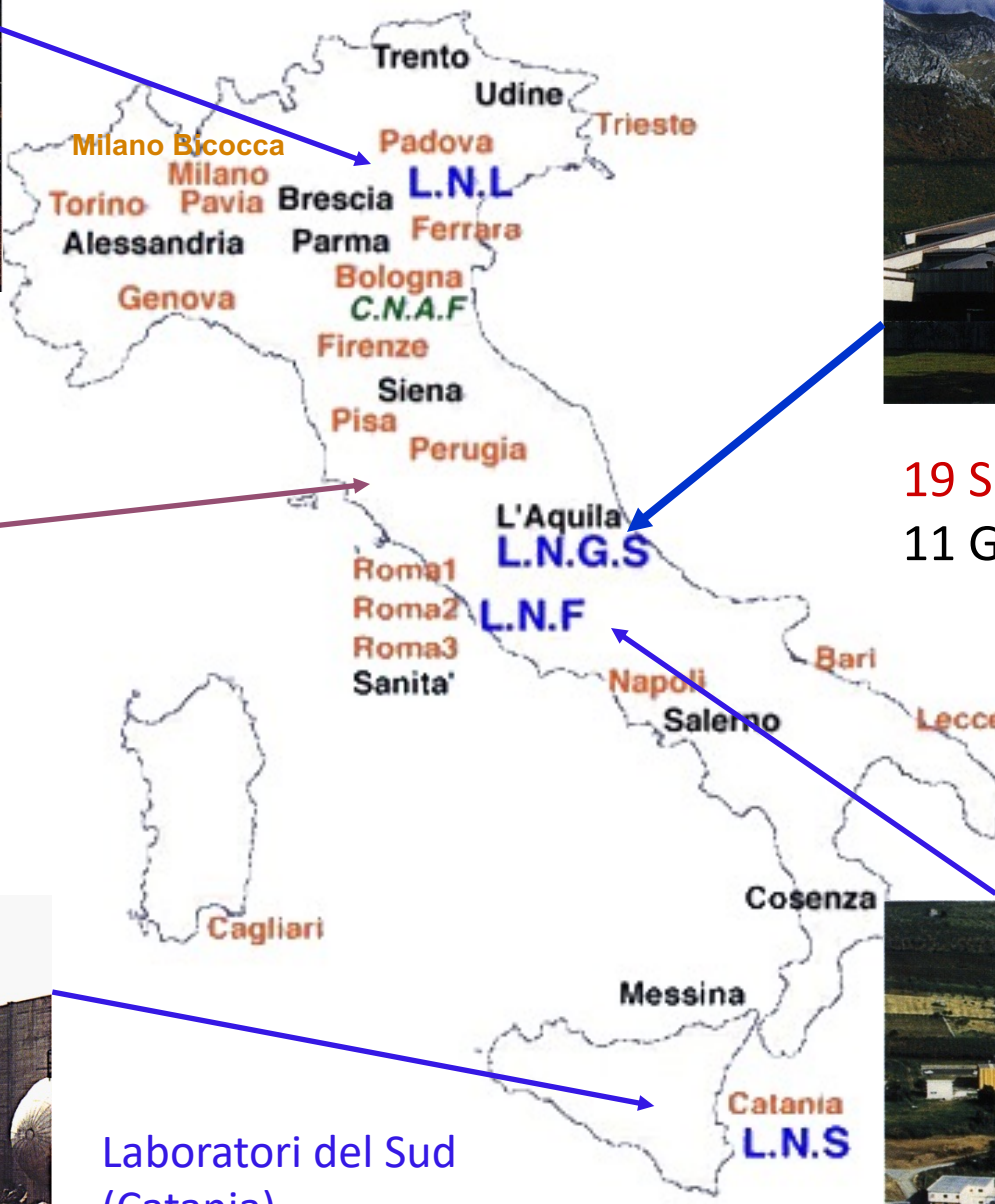 Trento
Udine
Trieste
Milano Bicocca
Padova
Milano
L.N.L
Torino Pavia Brescia
Ferrara
Alessandria Parma
Bologna
Genova
C.N.A.F
Firenze
Siena
Pisa
Perugia
19 S
11 G
L'Aquila
L.N.G.S
Roma1
Roma2
L.N.F
Roma3
Sanita'
Bari
Napoli
Salerno
Lecce
Cosenza
Cagliari
Messina
Catania
L.N.S
Laboratori del Sud
(Catania)